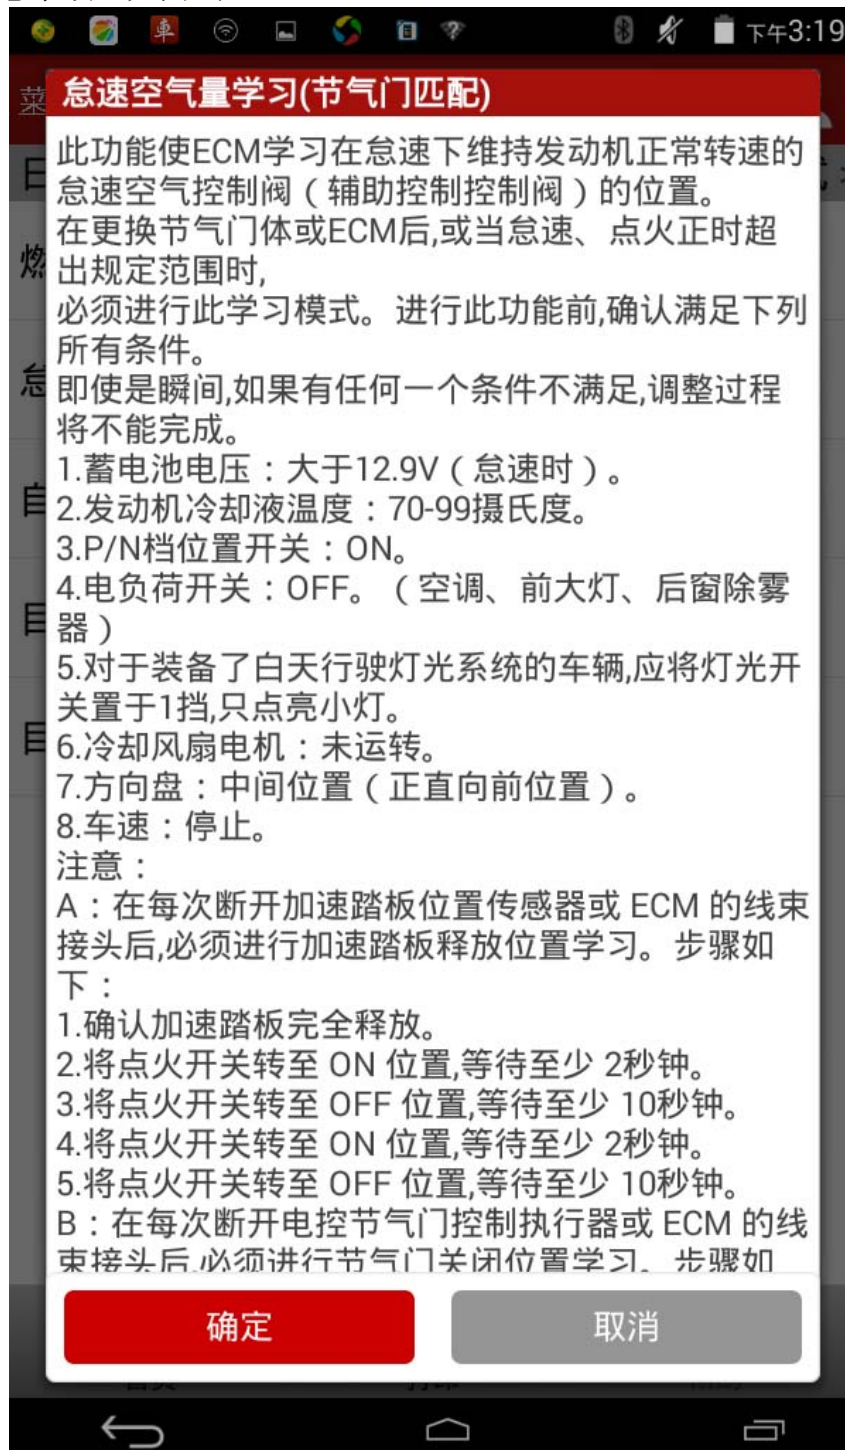 下午3:19
菜
怠速空气量学习(节气门匹配)
此功能使ECM学习在怠速下维持发动机正常转速的
怠速空气控制阀（辅助控制控制阀）的位置。
在更换节气门体或ECM后,或当怠速、点火正时超
出规定范围时,
必须进行此学习模式。进行此功能前,确认满足下列
所有条件。
即使是瞬间,如果有任何一个条件不满足,调整过程
将不能完成。
1.蓄电池电压：大于12.9V（怠速时）。
2.发动机冷却液温度：70-99摄氏度。
3.P/N档位置开关：ON。
4.电负荷开关：OFF。（空调、前大灯、后窗除雾
器）
5.对于装备了白天行驶灯光系统的车辆,应将灯光开
关置于1挡,只点亮小灯。
6.冷却风扇电机：未运转。
7.方向盘：中间位置（正直向前位置）。
8.车速：停止。
注意：
A：在每次断开加速踏板位置传感器或 ECM 的线束
接头后,必须进行加速踏板释放位置学习。步骤如
下：
1.确认加速踏板完全释放。
2.将点火开关转至 ON 位置,等待至少 2秒钟。
3.将点火开关转至 OFF 位置,等待至少 10秒钟。
4.将点火开关转至 ON 位置,等待至少 2秒钟。
5.将点火开关转至 OFF 位置,等待至少 10秒钟。
B：在每次断开电控节气门控制执行器或 ECM 的线
束接头后,必须进行节气门关闭位置学习。步骤如
确定
取消